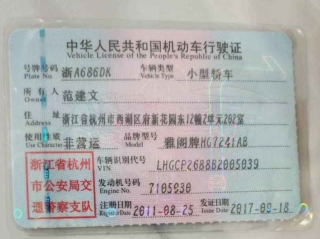 中华人民共和国机动车行驶证
Vehicle License of the People's Republic of China
号牌号码 浙A686DK 车辆类型 小型轿车
Plate No. Vehicle Type
所有人 范建文
Owner
住址 浙江省杭州市西湖区府新花园东12幢2单元202室
Address
使用性质 非营运 品牌型号 雅阁牌HG7241AB
Use Character Model
浙江省杭州
市公安局交
通警察支队
车辆识别代号 LHGCP2688B2005039
VIN
发动机号码
Engine No.
注册日期 2011-08-25 发证日期
Register Date Issue Date